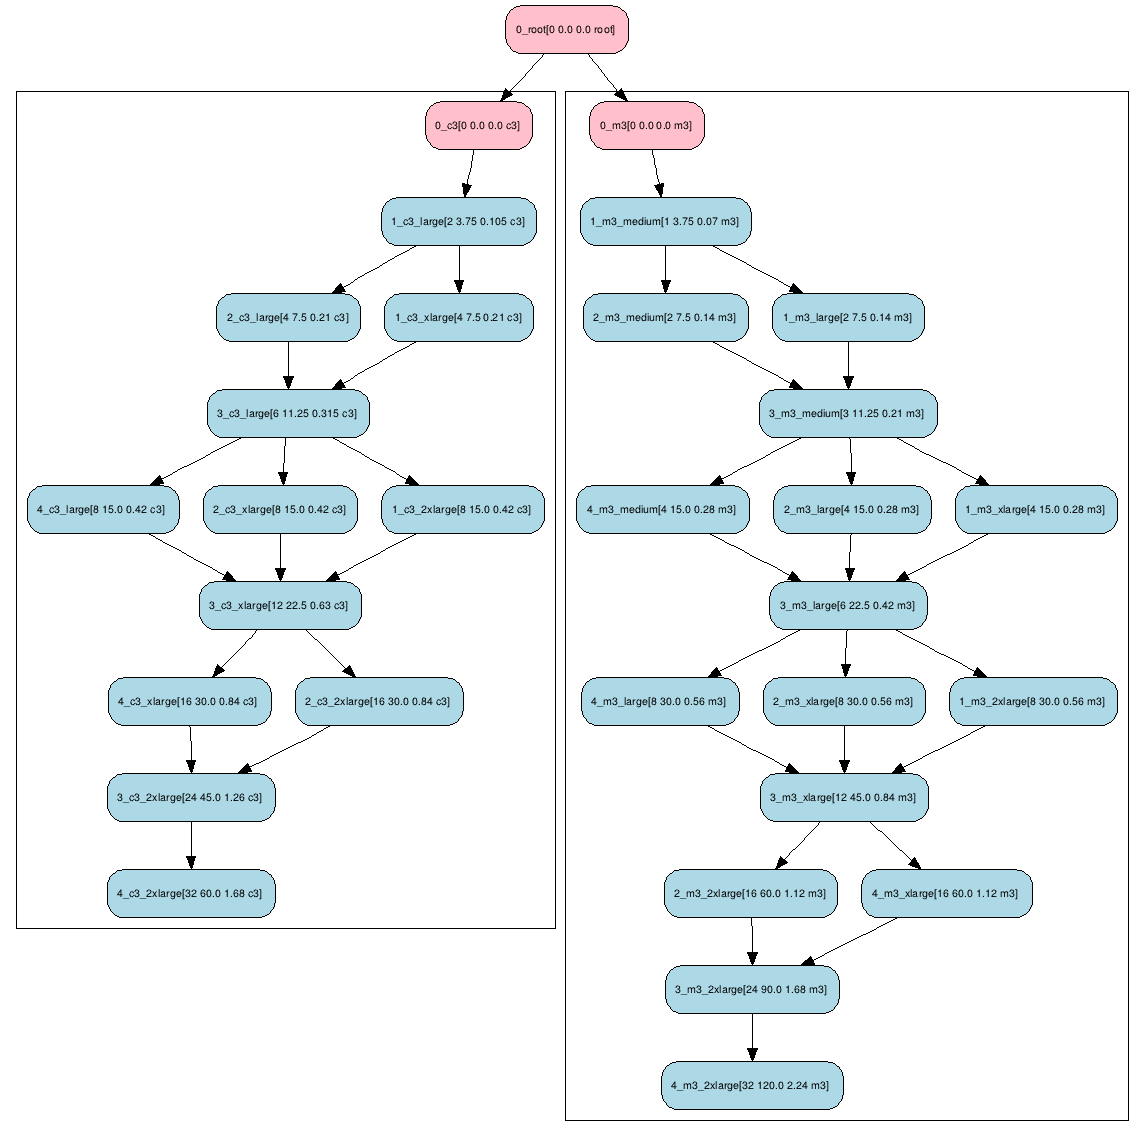 0_root[0 0.0 0.0 root]
0_c3[0 0.0 0.0 c3]
0_m3[0 0.0 0.0 m3]
1_c3_large[2 3.75 0.105 c3]
1_m3_medium[1 3.75 0.07 m3]
2_c3_large[4 7.5 0.21 c3]
1_c3_xlarge[4 7.5 0.21 c3]
2_m3_medium[2 7.5 0.14 m3]
1_m3_large[2 7.5 0.14 m3]
3_c3_large[6 11.25 0.315 c3]
3_m3_medium[3 11.25 0.21 m3]
4_c3_large[8 15.0 0.42 c3]
2_c3_xlarge[8 15.0 0.42 c3]
1_c3_2xlarge[8 15.0 0.42 c3]
4_m3_medium[4 15.0 0.28 m3]
2_m3_large[4 15.0 0.28 m3]
1_m3_xlarge[4 15.0 0.28 m3]
3_c3_xlarge[12 22.5 0.63 c3]
3_m3_large[6 22.5 0.42 m3]
4_c3_xlarge[16 30.0 0.84 c3]
2_c3_2xlarge[16 30.0 0.84 c3]
4_m3_large[8 30.0 0.56 m3]
2_m3_xlarge[8 30.0 0.56 m3]
1_m3_2xlarge[8 30.0 0.56 m3]
3_c3_2xlarge[24 45.0 1.26 c3]
3_m3_xlarge[12 45.0 0.84 m3]
4_c3_2xlarge[32 60.0 1.68 c3]
2_m3_2xlarge[16 60.0 1.12 m3]
4_m3_xlarge[16 60.0 1.12 m3]
3_m3_2xlarge[24 90.0 1.68 m3]
4_m3_2xlarge[32 120.0 2.24 m3]